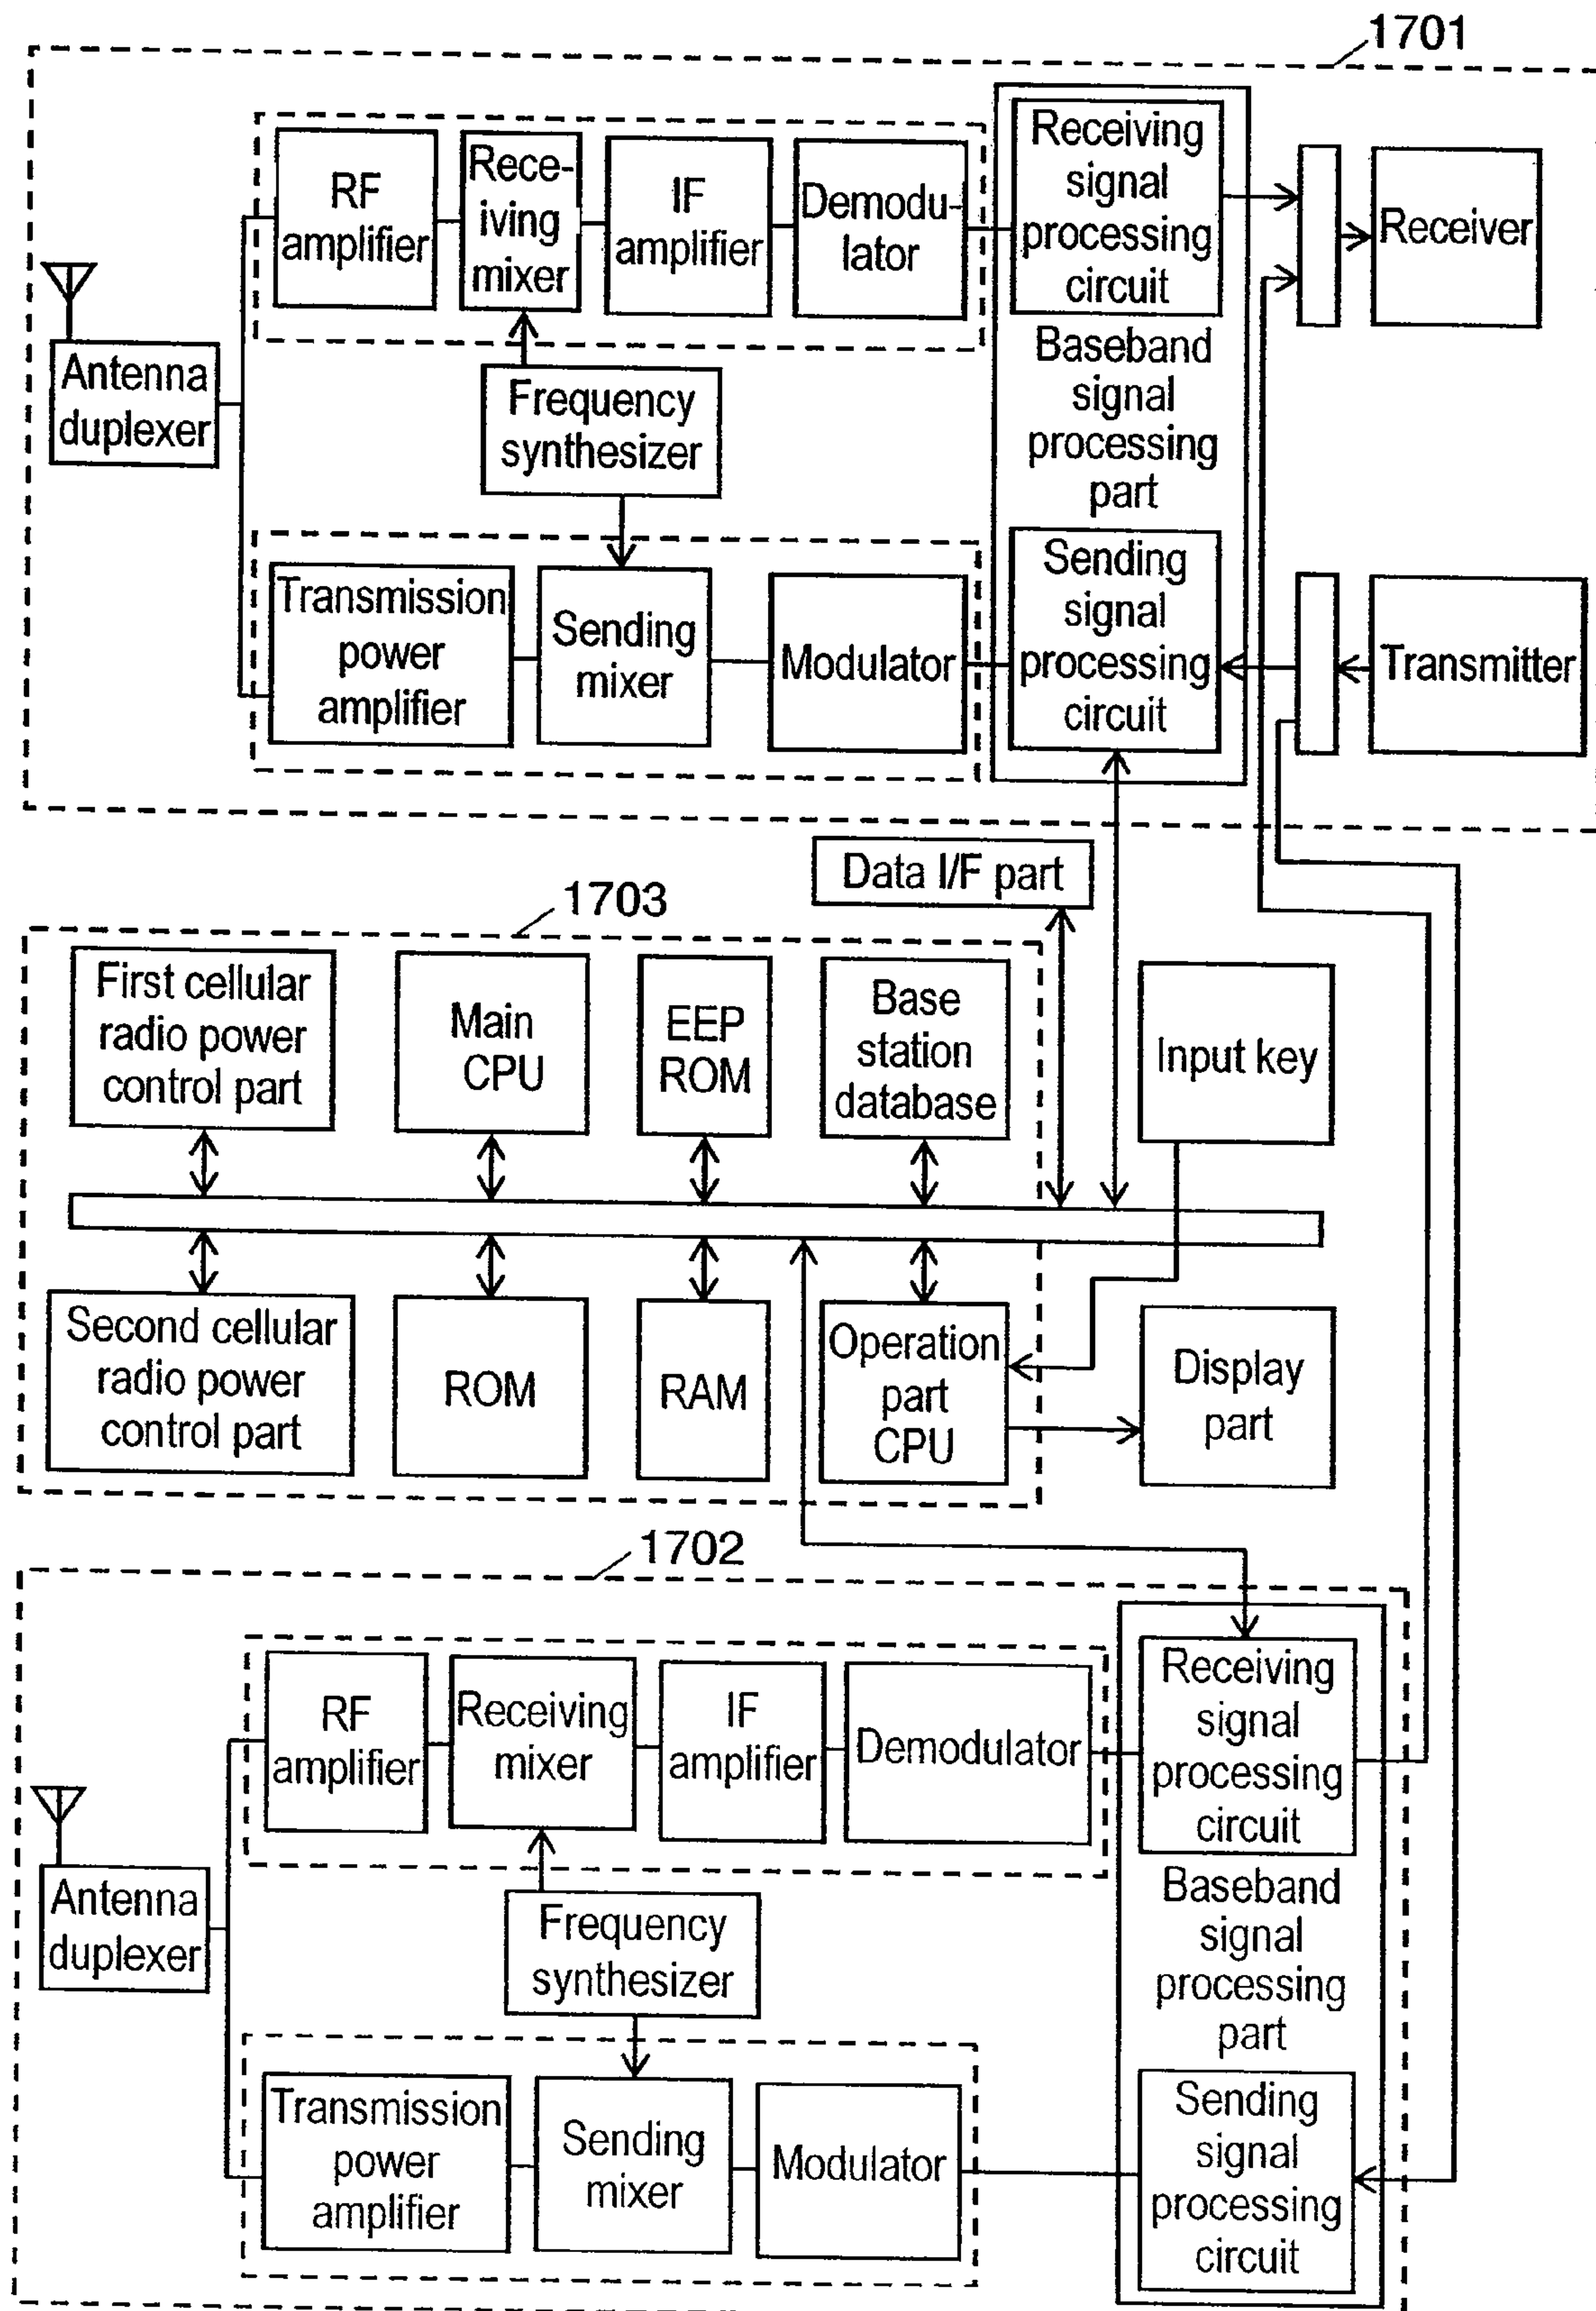 1701
RF
amplifier
Rece-
iving
mixer
IF
amplifier
Demodu-
lator
Receiving
signal
processing
circuit
Receiver
Antenna
duplexer
Frequency
synthesizer
Baseband
signal
processing
part
Transmission
power
amplifier
Sending
mixer
Modulator
Sending
signal
processing
circuit
Transmitter
Data I/F part
1703
First cellular
radio power
control part
Main
CPU
EEP
ROM
Base
station
database
Input key
Second cellular
radio power
control part
ROM
RAM
Operation
part
CPU
Display
part
1702
RF
amplifier
Receiving
mixer
IF
amplifier
Demodulator
Receiving
signal
processing
circuit
Antenna
duplexer
Frequency
synthesizer
Baseband
signal
processing
part
Transmission
power
amplifier
Sending
mixer
Modulator
Sending
signal
processing
circuit